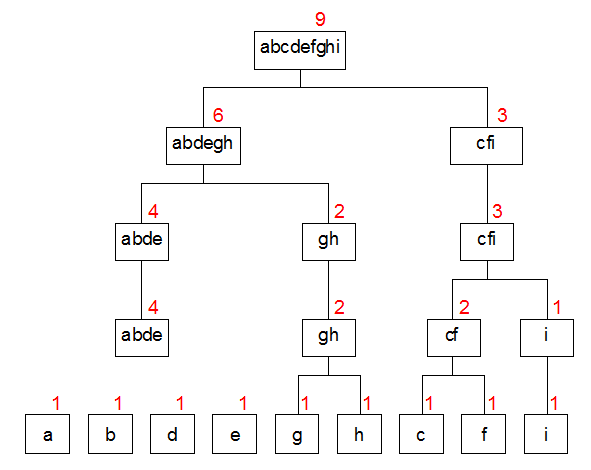 9
abcdefghi
6 3
abdegh cfi
4 2 3
abde gh cfi
4 2 2 1
abde gh cf i
1 1 1 1 1 1 1 1 1
a b d e g h c f i